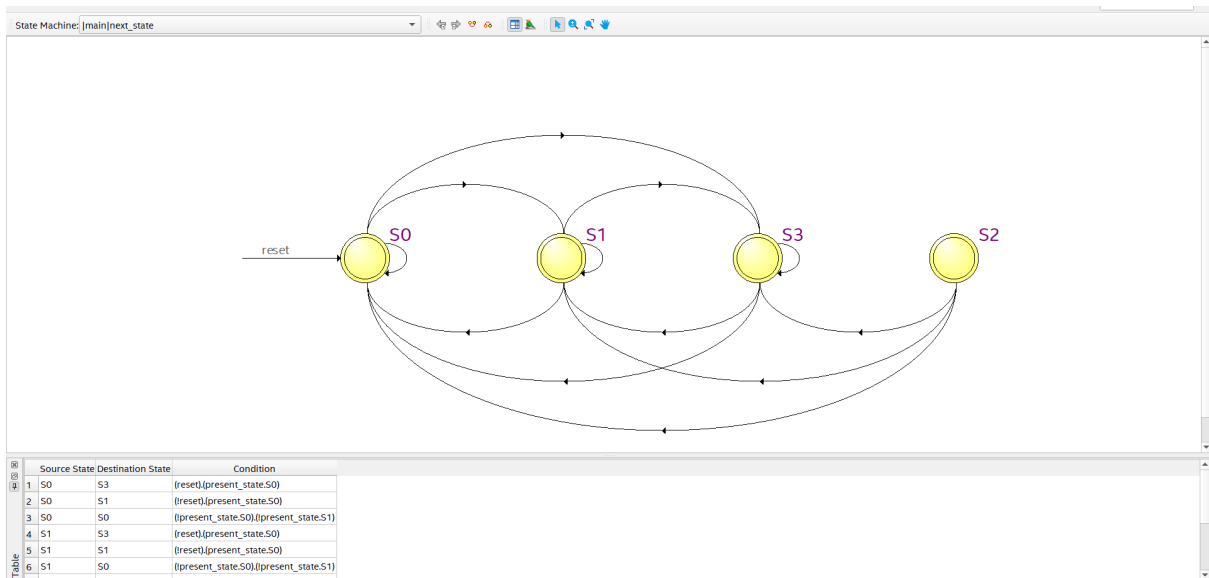 State Machine: |main|next_state
S0
S1
S3
S2
reset
Source State Destination State Condition
1 S0 S3 (reset).(present_state.S0)
2 S0 S1 (!reset).(present_state.S0)
3 S0 S0 (!present_state.S0).(!present_state.S1)
4 S1 S3 (reset).(present_state.S0)
5 S1 S1 (!reset).(present_state.S0)
6 S1 S0 (!present_state.S0).(!present_state.S1)
Table